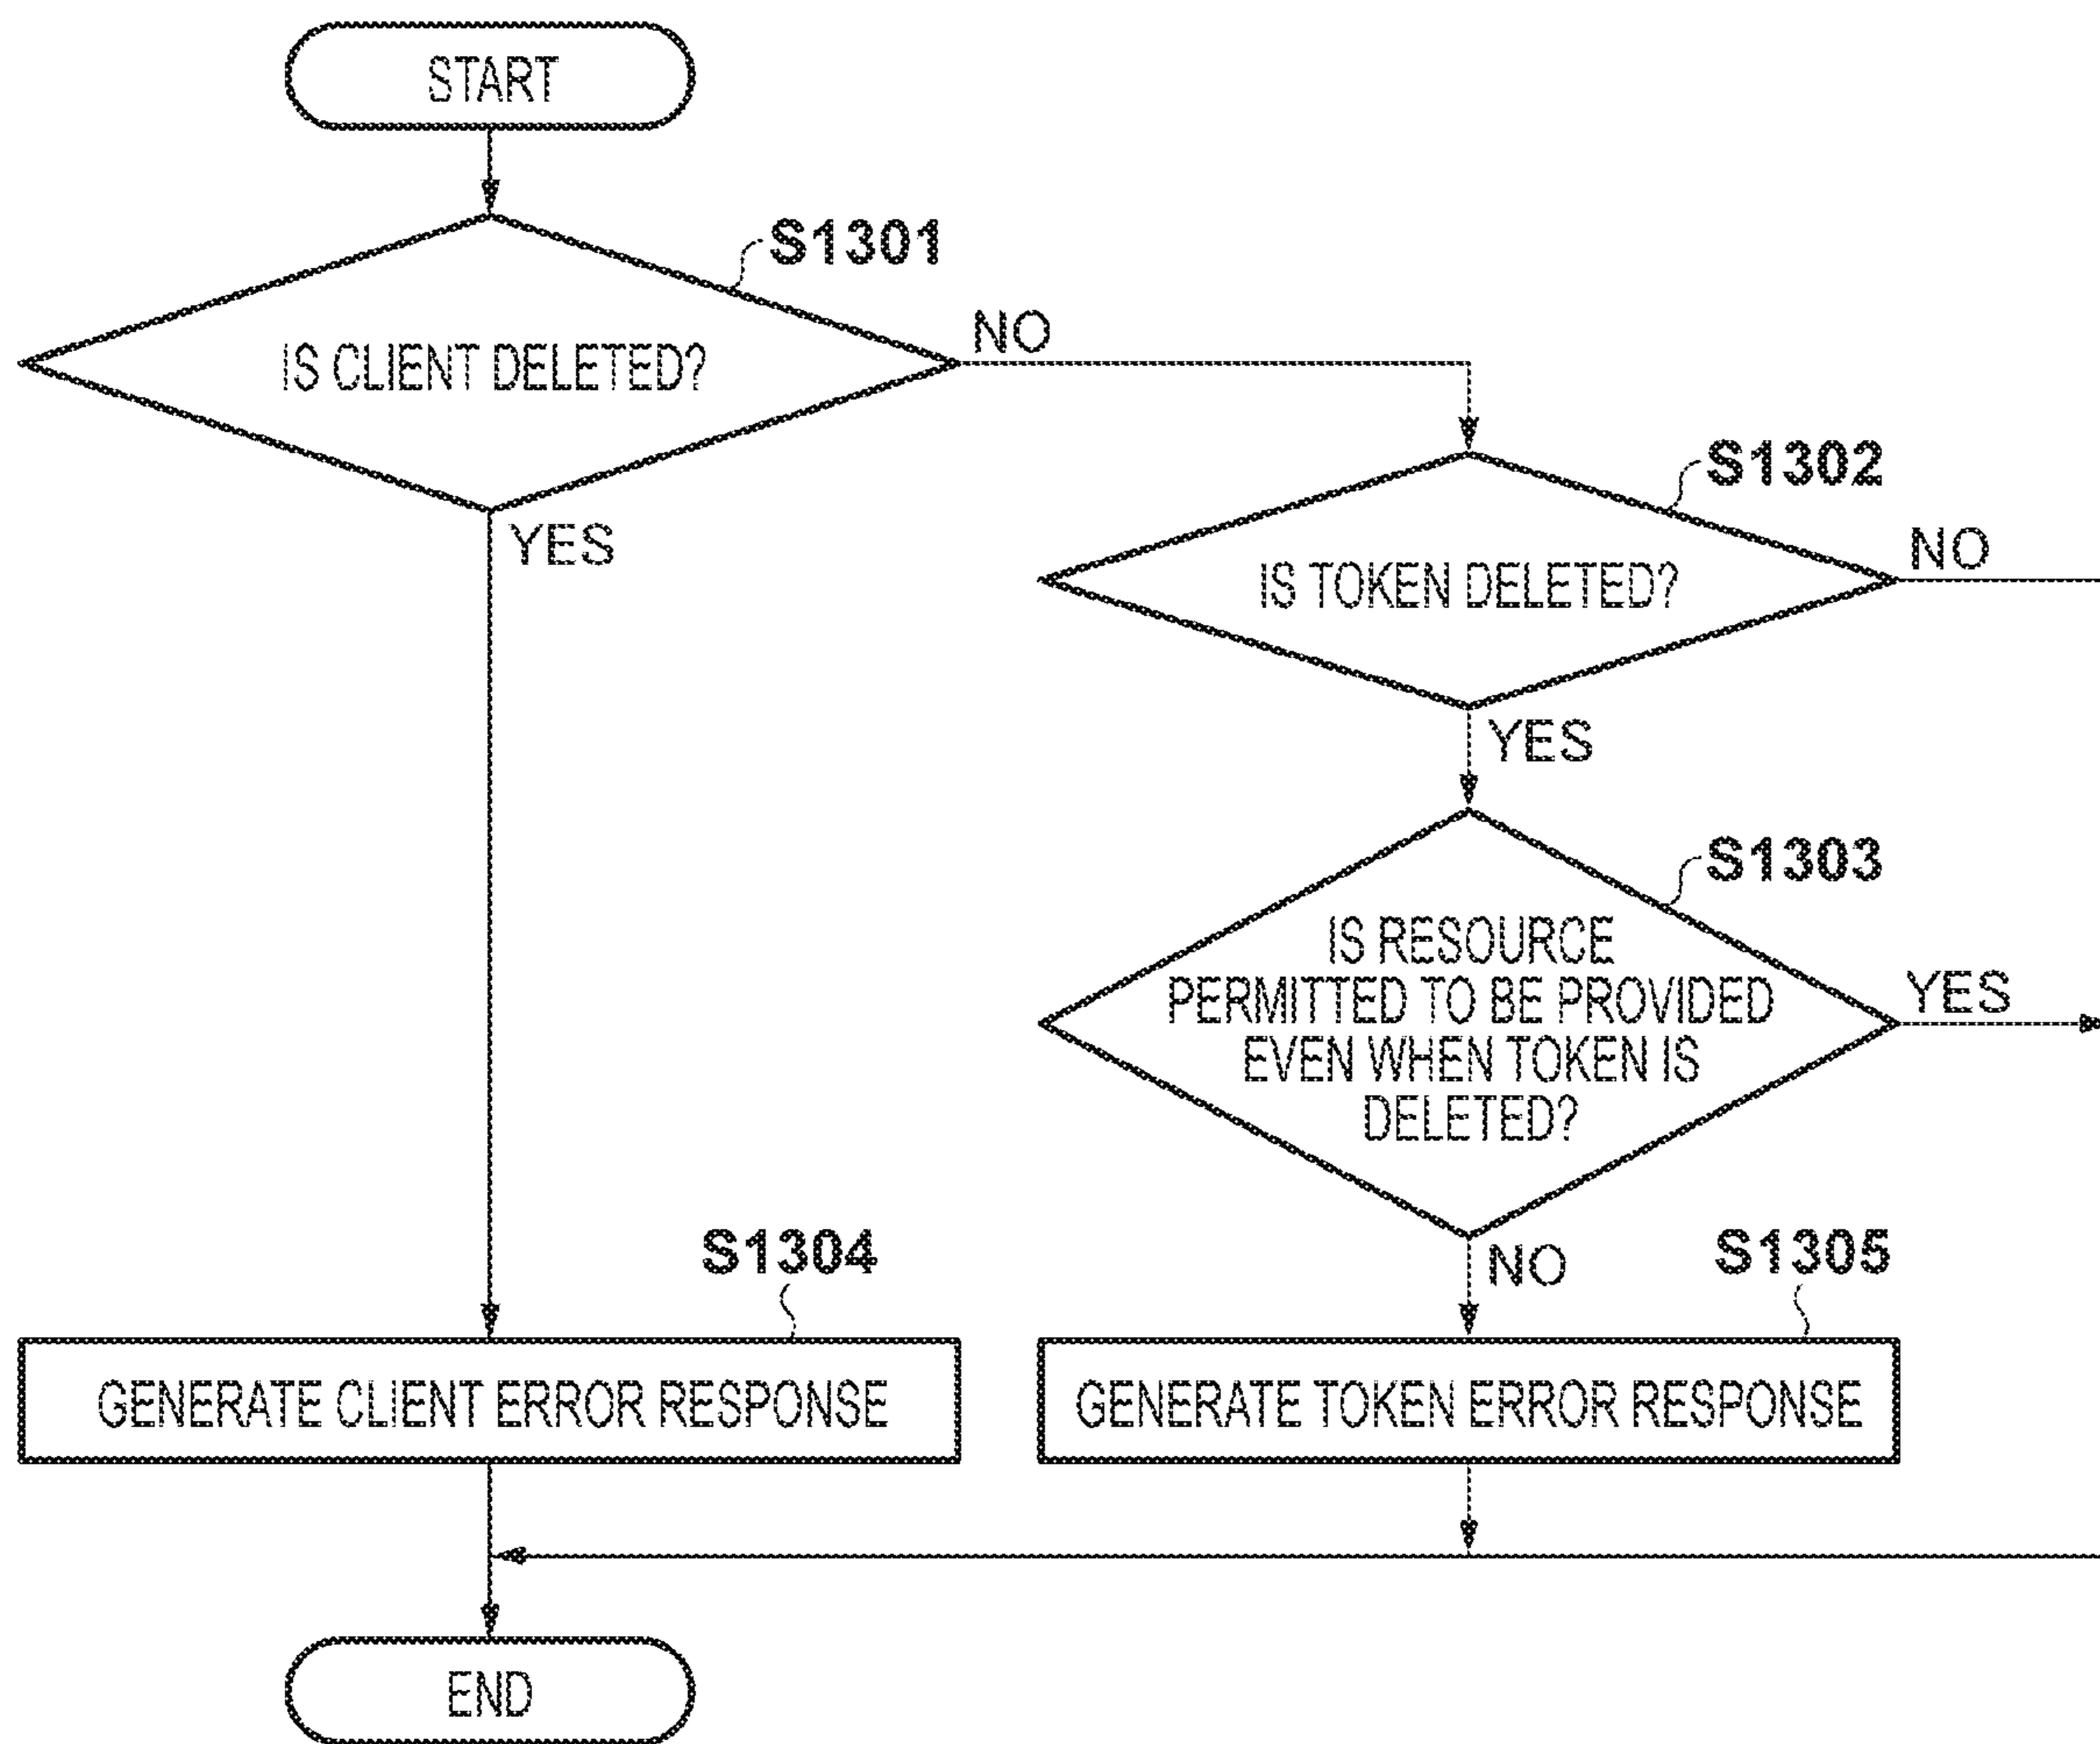 START
S1301
IS CLIENT DELETED?
NO
YES
S1302
IS TOKEN DELETED?
NO
YES
S1303
IS RESOURCE
PERMITTED TO BE PROVIDED
EVEN WHEN TOKEN IS
DELETED?
YES
NO
S1304
GENERATE CLIENT ERROR RESPONSE
S1305
GENERATE TOKEN ERROR RESPONSE
END